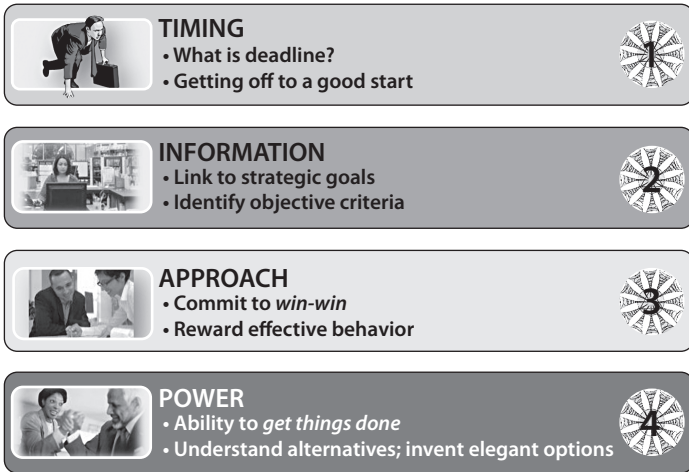 TIMING
• What is deadline?
• Getting off to a good start
1
INFORMATION
• Link to strategic goals
• Identify objective criteria
2
APPROACH
• Commit to win-win
• Reward effective behavior
3
POWER
• Ability to get things done
• Understand alternatives; invent elegant options
4